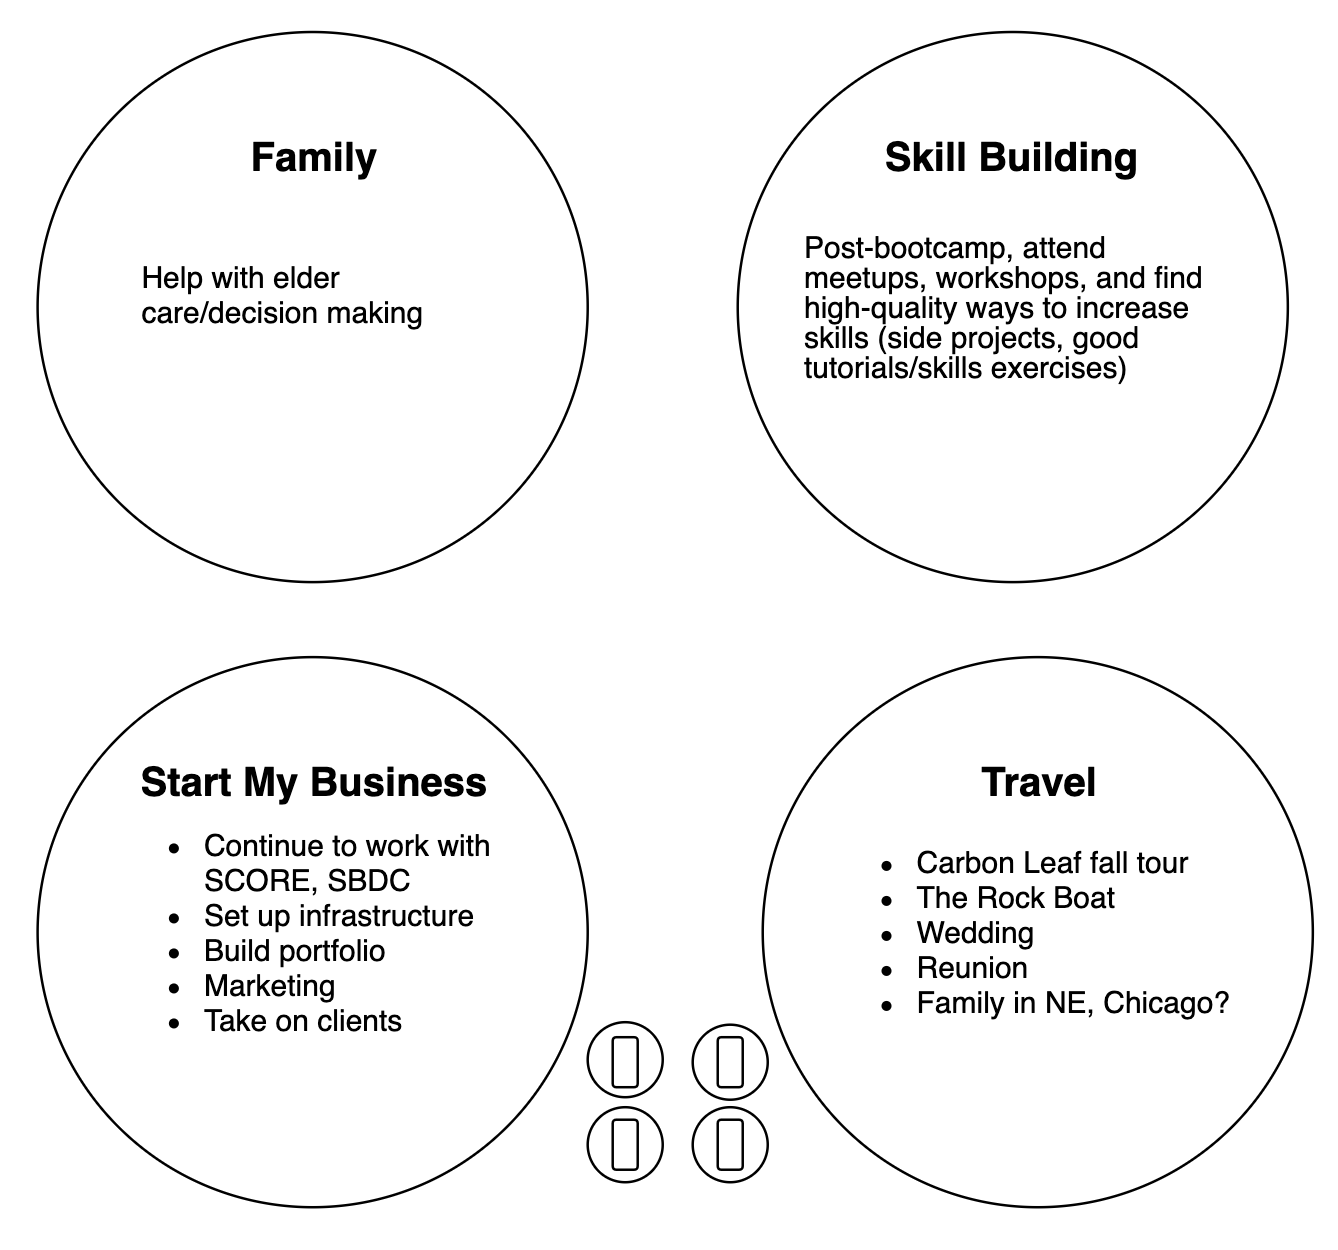 Family
Help with elder
care/decision making
Skill Building
Post-bootcamp, attend
meetups, workshops, and find
high-quality ways to increase
skills (side projects, good
tutorials/skills exercises)
Start My Business
• Continue to work with
SCORE, SBDC
• Set up infrastructure
• Build portfolio
• Marketing
• Take on clients
Travel
• Carbon Leaf fall tour
• The Rock Boat
• Wedding
• Reunion
• Family in NE, Chicago?